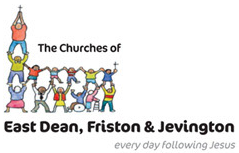 The Churches of
East Dean, Friston & Jevington
every day following Jesus